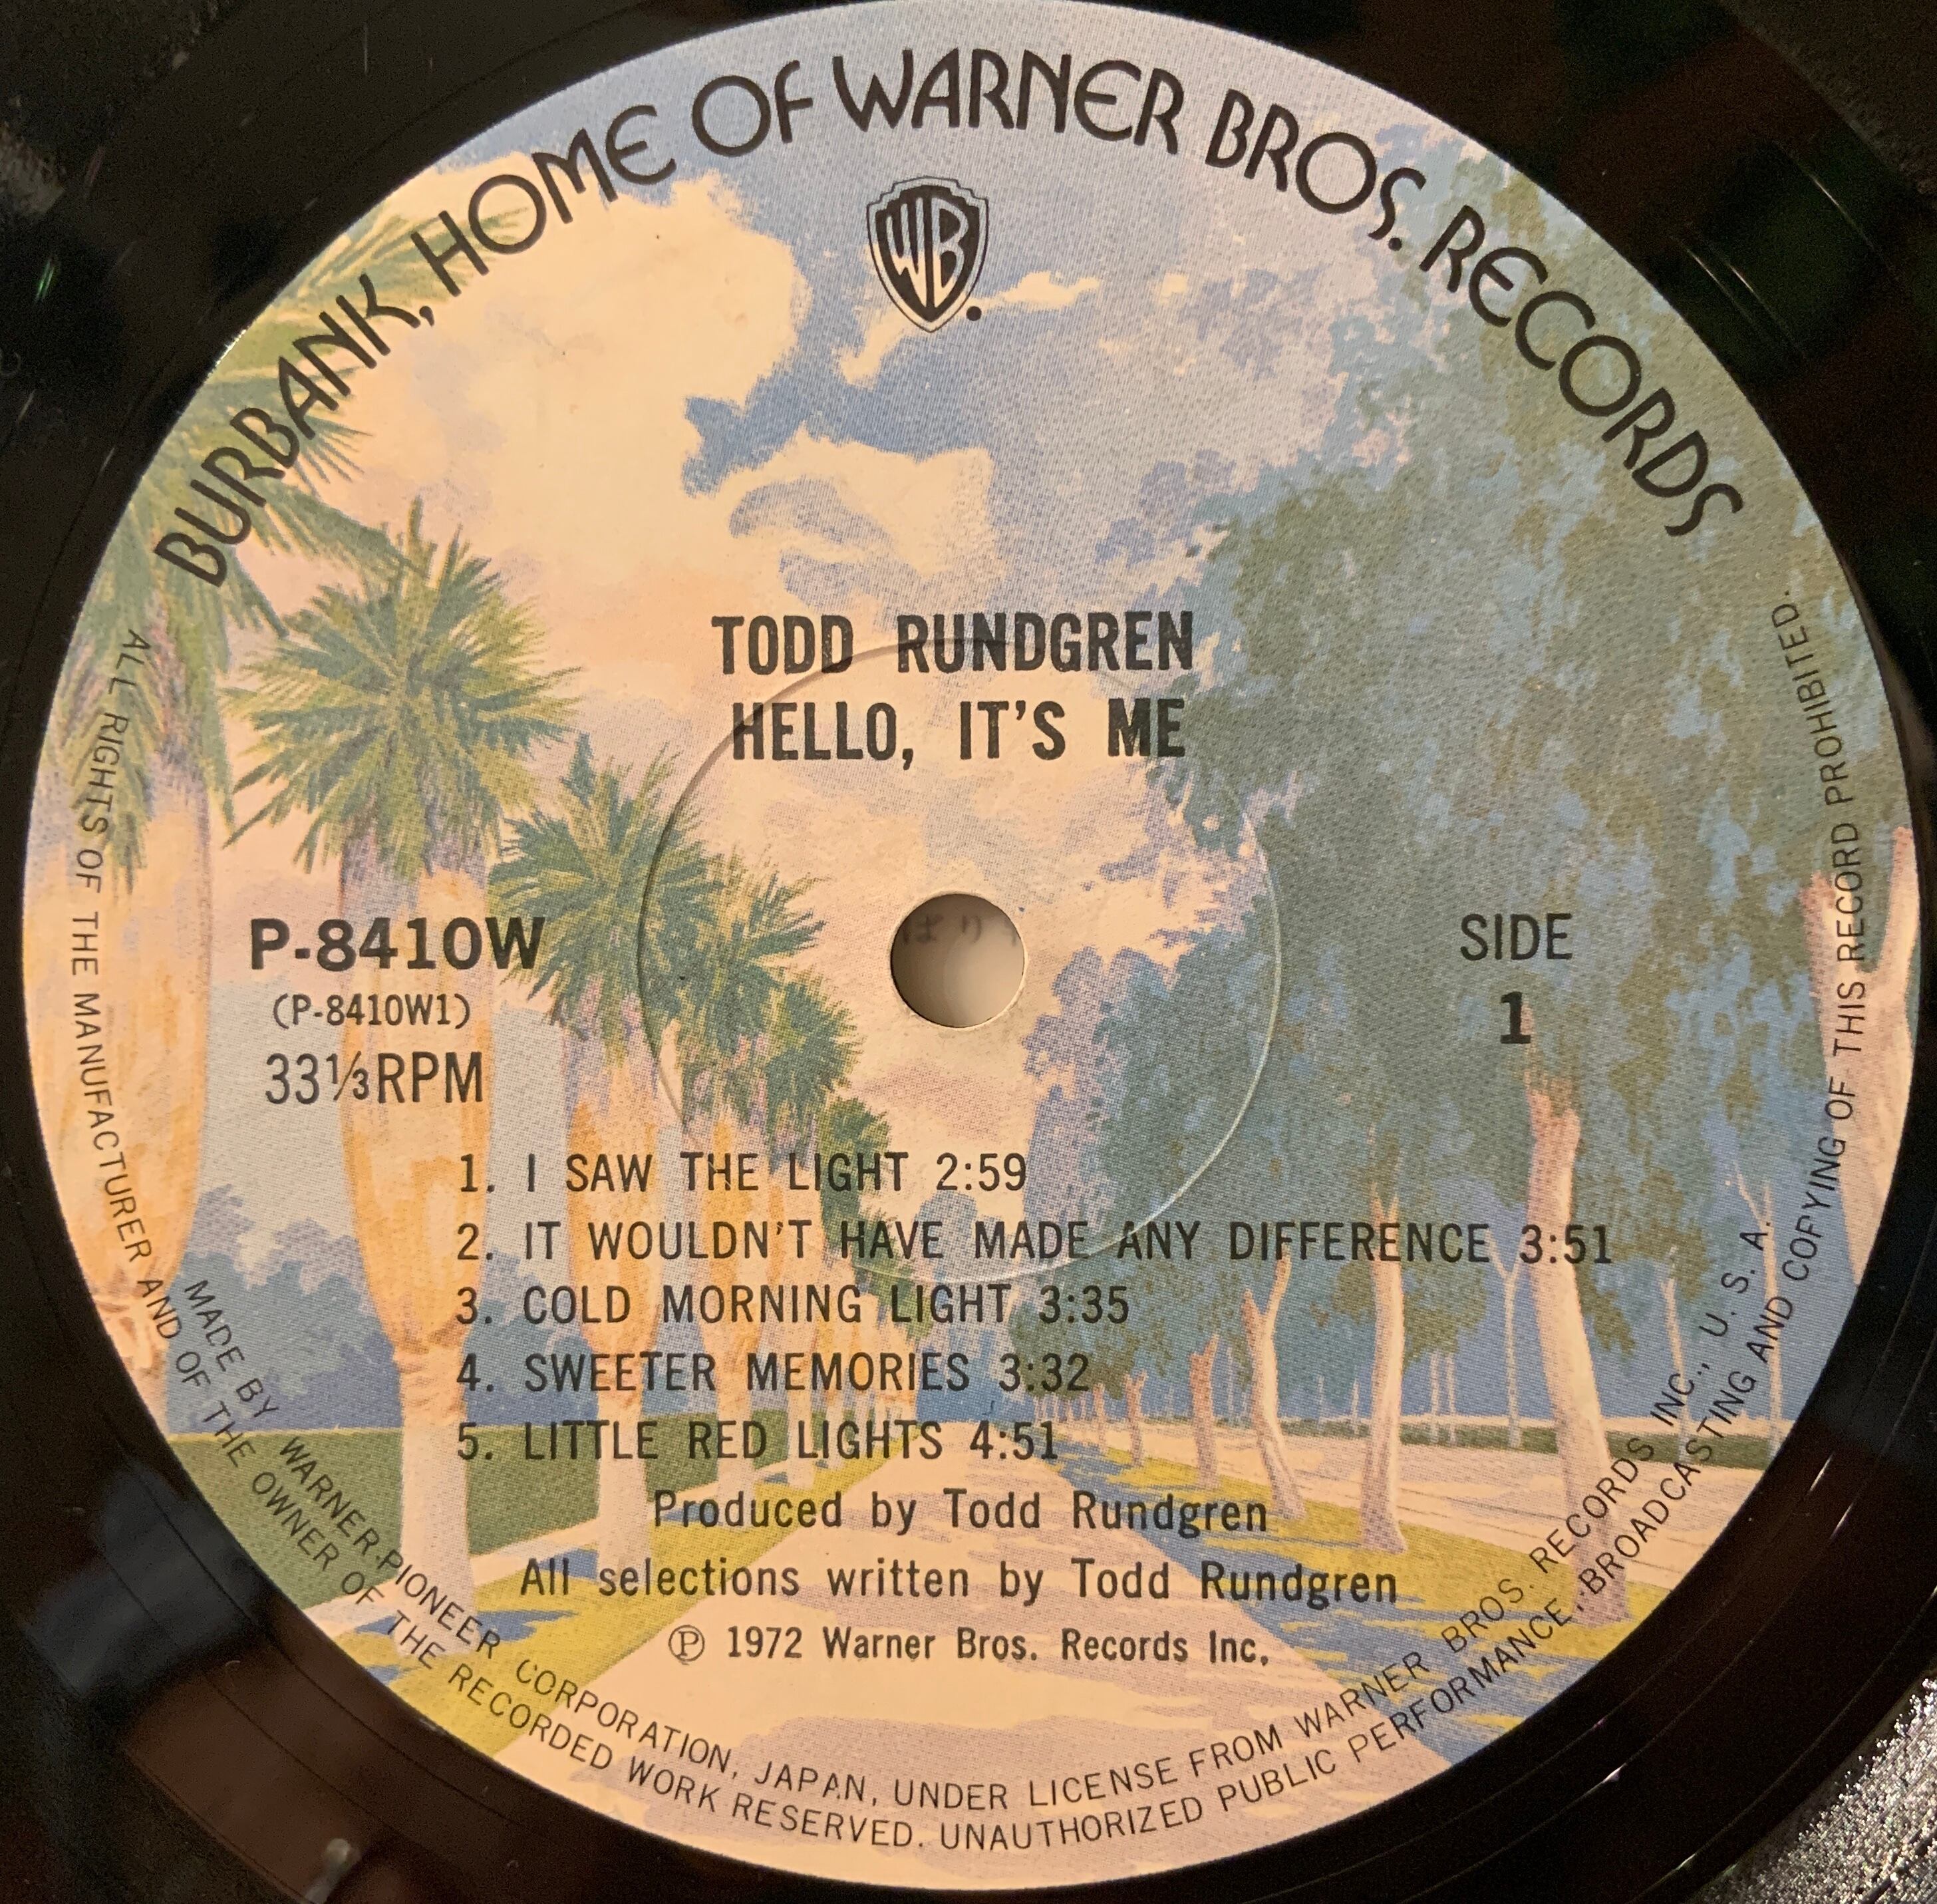 BURBANK, HOME OF WARNER BROS. RECORDS
WB
TODD RUNDGREN
HELLO, IT'S ME
P-8410W
(P-8410W1)
33⅓RPM
SIDE
1
1. I SAW THE LIGHT 2:59
2. IT WOULDN'T HAVE MADE ANY DIFFERENCE 3:51
3. COLD MORNING LIGHT 3:35
4. SWEETER MEMORIES 3:32
5. LITTLE RED LIGHTS 4:51
Produced by Todd Rundgren
All selections written by Todd Rundgren
Ⓟ 1972 Warner Bros. Records Inc.
MADE BY WARNER-PIONEER CORPORATION, JAPAN, UNDER LICENSE FROM WARNER BROS. RECORDS INC., U. S. A.
ALL RIGHTS OF THE MANUFACTURER AND OF THE OWNER OF THE RECORDED WORK RESERVED. UNAUTHORIZED PUBLIC PERFORMANCE, BROADCASTING AND COPYING OF THIS RECORD PROHIBITED.